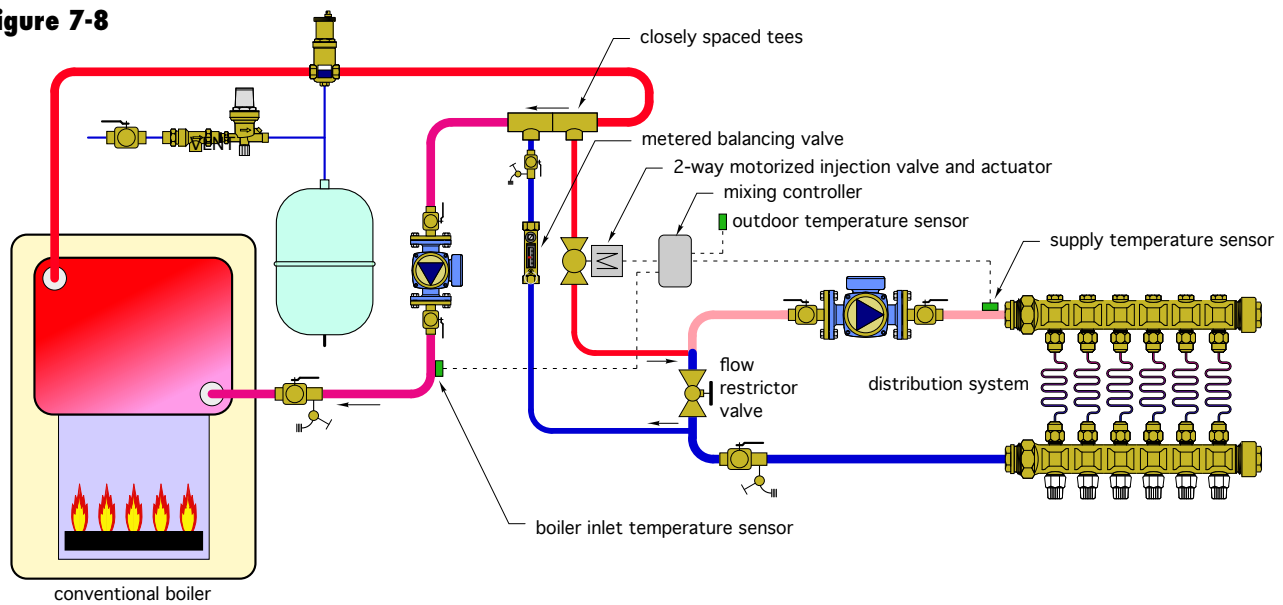 igure 7-8
closely spaced tees
metered balancing valve
2-way motorized injection valve and actuator
mixing controller
outdoor temperature sensor
supply temperature sensor
VENT
M
flow
restrictor
valve
distribution system
boiler inlet temperature sensor
conventional boiler